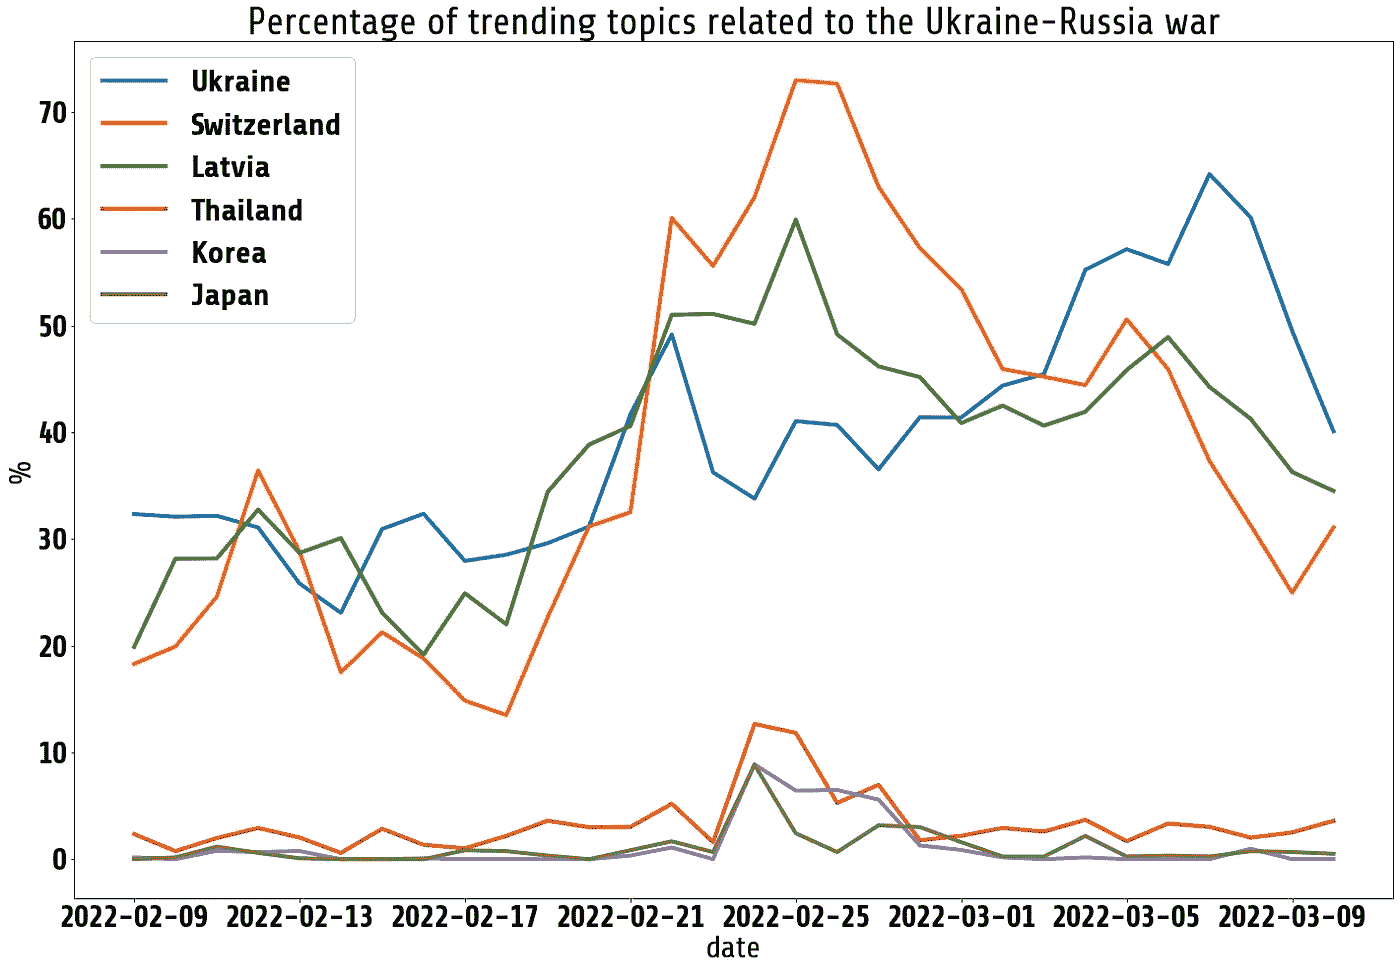 Percentage of trending topics related to the Ukraine-Russia war
Ukraine
Switzerland
Latvia
Thailand
Korea
Japan
70
60
50
40
30
20
10
0
%
2022-02-09 2022-02-13 2022-02-17 2022-02-21 2022-02-25 2022-03-01 2022-03-05 2022-03-09
date